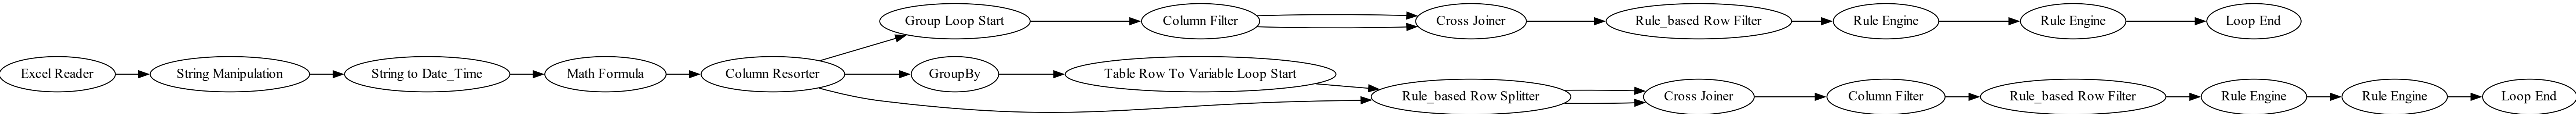 Group Loop Start
Column Filter
Cross Joiner
Rule_based Row Filter
Rule Engine
Rule Engine
Loop End
Excel Reader
String Manipulation
String to Date_Time
Math Formula
Column Resorter
GroupBy
Table Row To Variable Loop Start
Rule_based Row Splitter
Cross Joiner
Column Filter
Rule_based Row Filter
Rule Engine
Rule Engine
Loop End